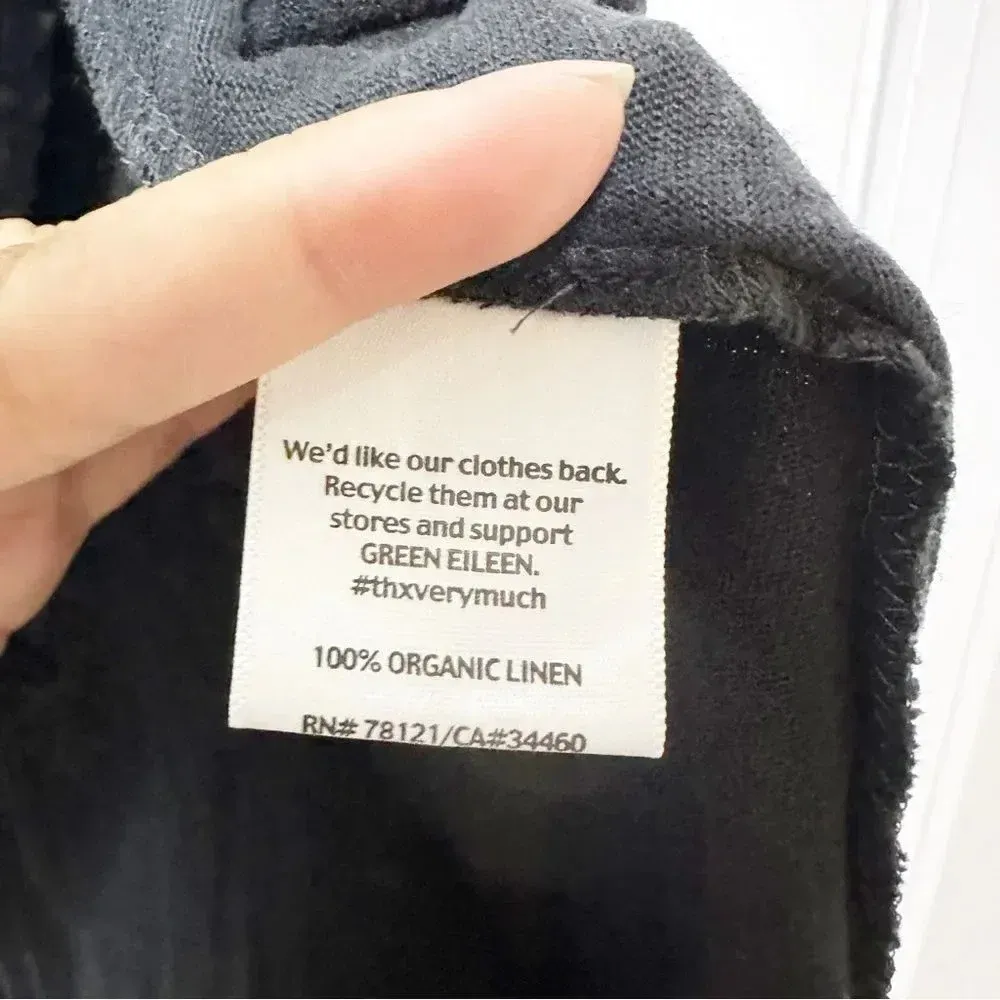 We'd like our clothes back.
Recycle them at our
stores and support
GREEN EILEEN.
#thxverymuch
100% ORGANIC LINEN
RN# 78121/CA#34460